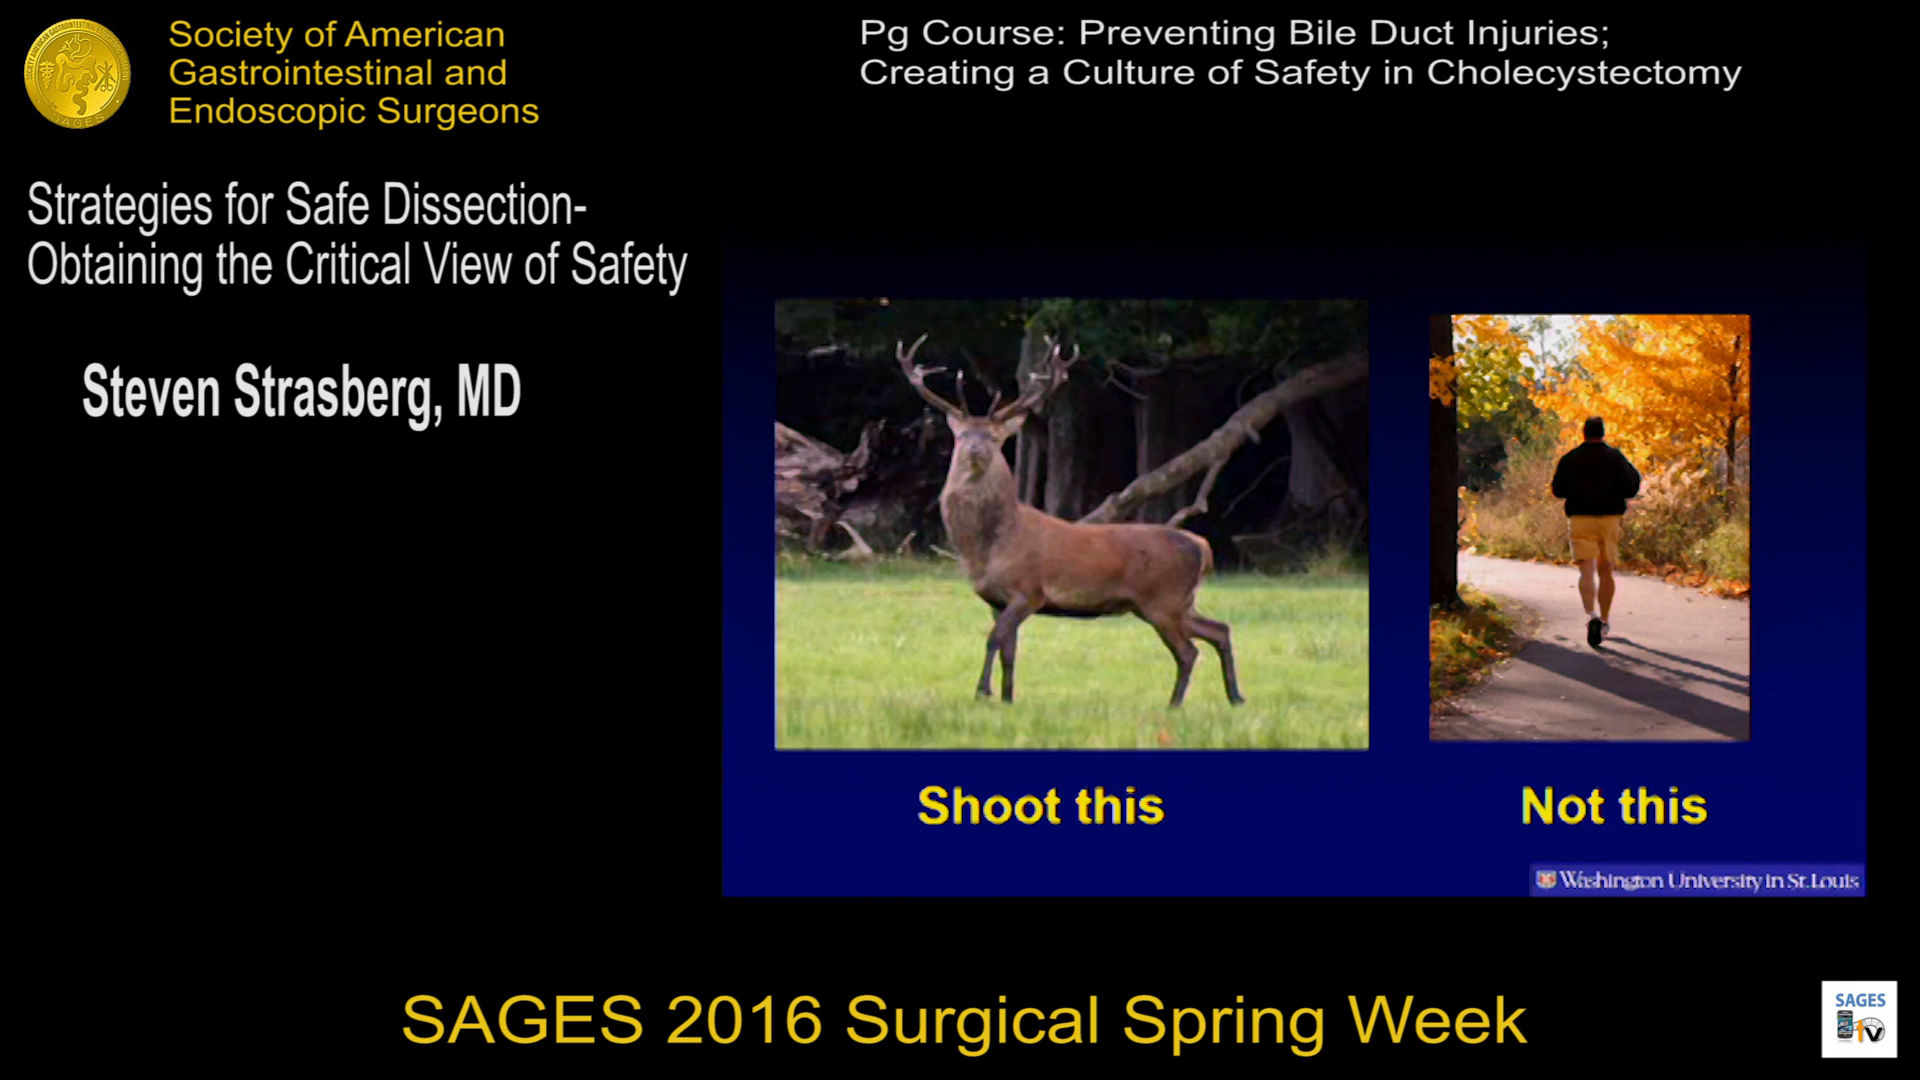 Society of American
Gastrointestinal and
Endoscopic Surgeons
Pg Course: Preventing Bile Duct Injuries;
Creating a Culture of Safety in Cholecystectomy
Strategies for Safe Dissection-
Obtaining the Critical View of Safety
Steven Strasberg, MD
Shoot this
Not this
Washington University in St. Louis
SAGES 2016 Surgical Spring Week
SAGES
TV